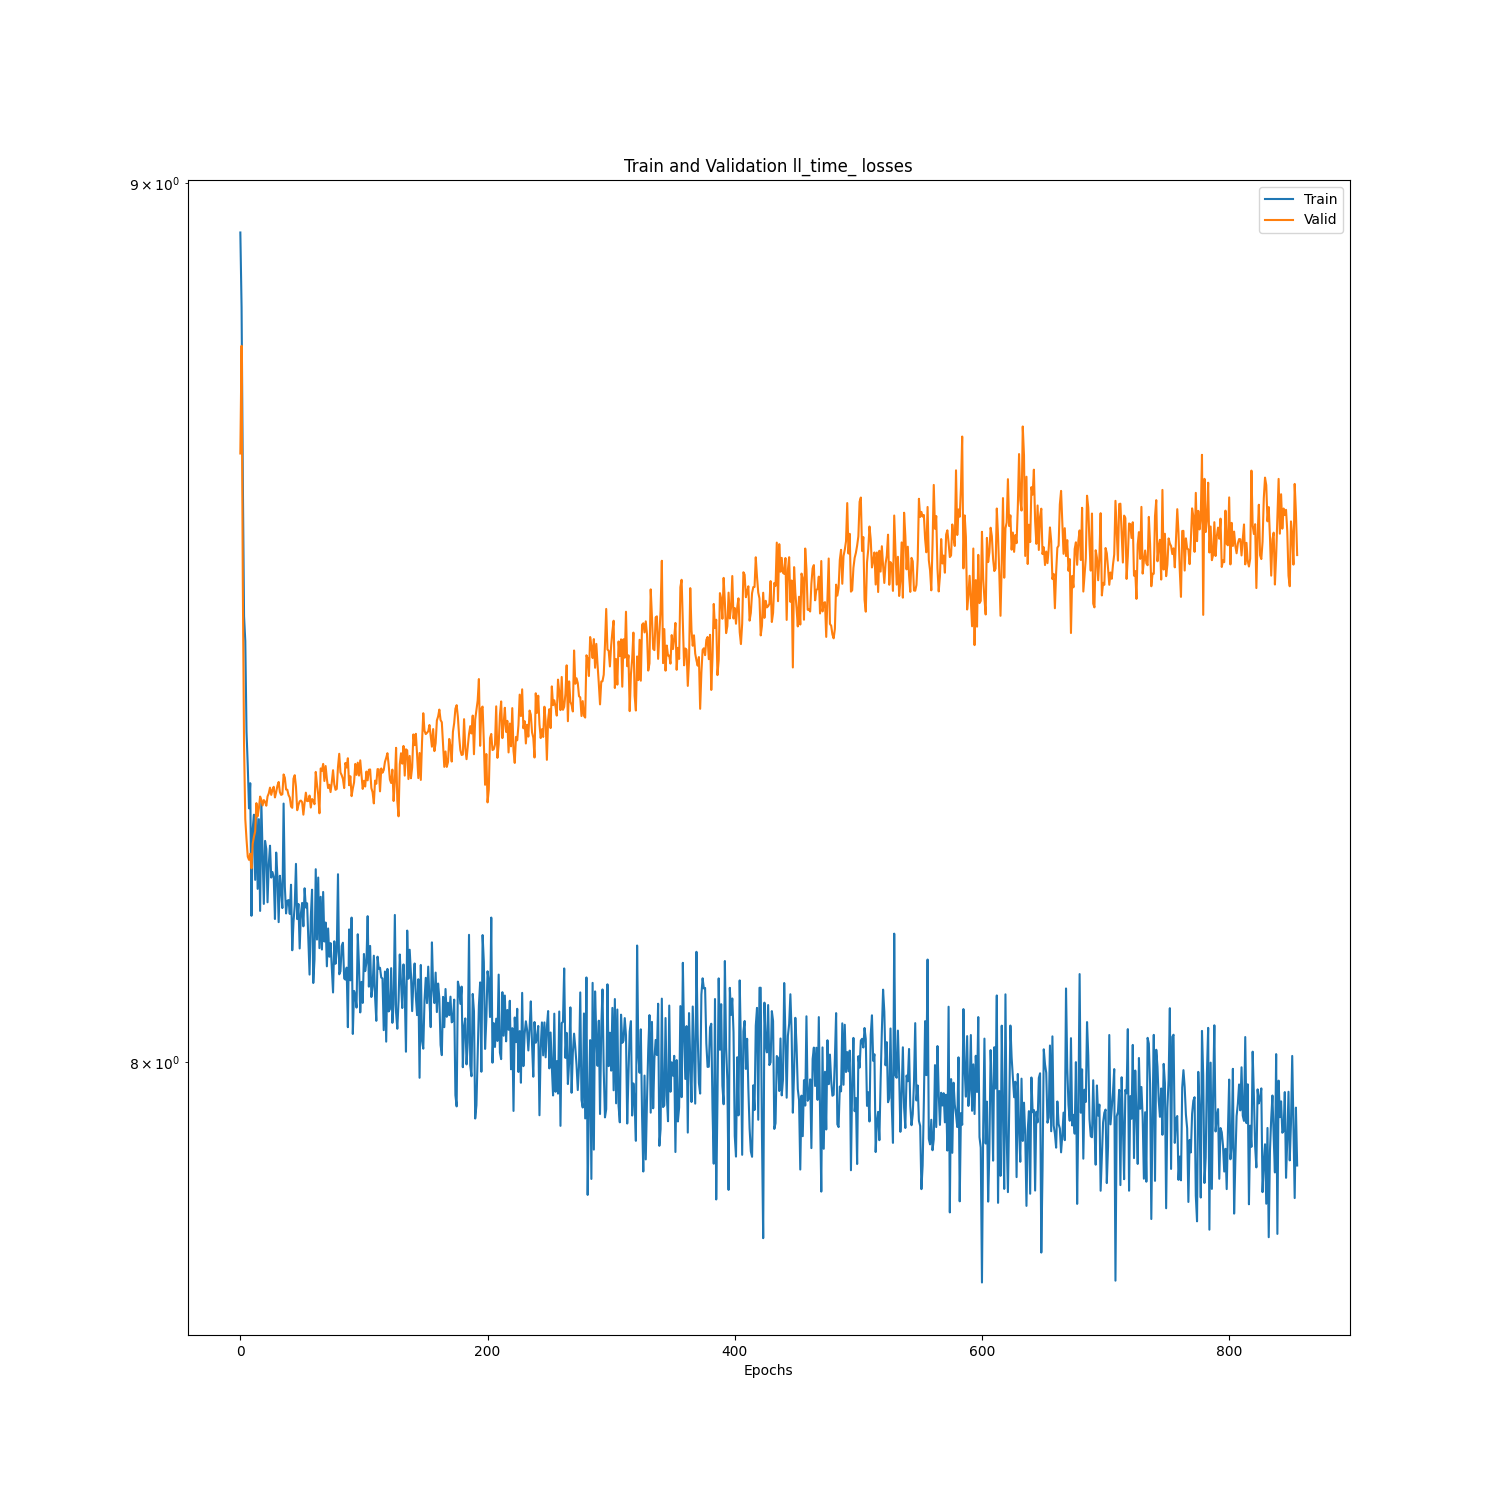 Train and Validation ll_time_ losses
9 × 10⁰
Train
Valid
8 × 10⁰
0 200 400 600 800
Epochs